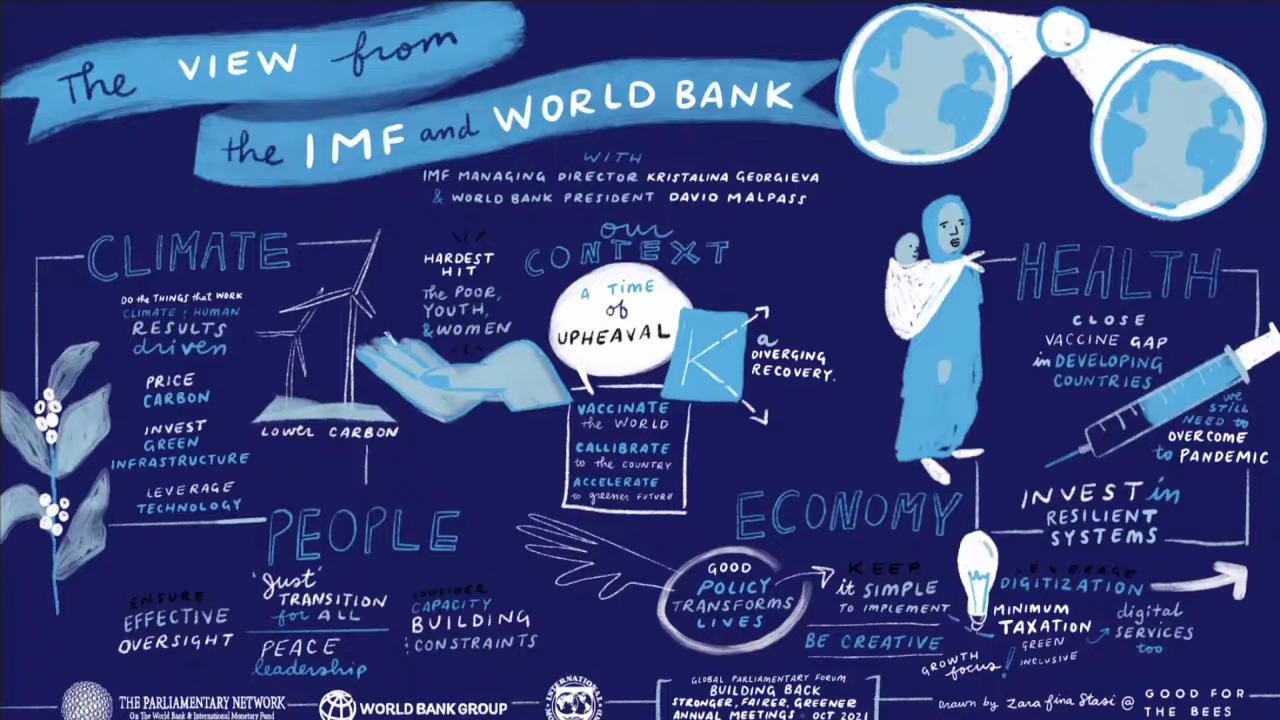 The VIEW from
the IMF and WORLD BANK
WITH
IMF MANAGING DIRECTOR KRISTALINA GEORGIEVA
& WORLD BANK PRESIDENT DAVID MALPASS
CLIMATE
DO the THINGS that WORK
CLIMATE : HUMAN
RESULTS
driven
PRICE
CARBON
INVEST
GREEN
INFRASTRUCTURE
LEVERAGE
TECHNOLOGY
LOWER CARBON
HARDEST
HIT
The POOR,
YOUTH,
& WOMEN
our
CONTEXT
A TIME
of
UPHEAVAL
K
a
DIVERGING
RECOVERY.
VACCINATE
the WORLD
CALLIBRATE
to the COUNTRY
ACCELERATE
to greener FUTURE
HEALTH
CLOSE
VACCINE GAP
in DEVELOPING
COUNTRIES
we
STILL
NEED to
OVERCOME
to PANDEMIC
INVEST in
RESILIENT
SYSTEMS
PEOPLE
ENSURE
EFFECTIVE
OVERSIGHT
'Just'
TRANSITION
for ALL
PEACE
leadership
CONSIDER
CAPACITY
BUILDING
: CONSTRAINTS
ECONOMY
GOOD
POLICY
TRANSFORMS
LIVES
KEEP
it SIMPLE
TO IMPLEMENT
BE CREATIVE
GROWTH
focus!
LEVERAGE
DIGITIZATION
MINIMUM
TAXATION
GREEN
INCLUSIVE
digital
SERVICES
too
THE PARLIAMENTARY NETWORK
On The World Bank & International Monetary Fund
WORLD BANK GROUP
INTERNATIONAL
GLOBAL PARLIAMENTARY FORUM
BUILDING BACK
STRONGER, FAIRER, GREENER
ANNUAL MEETINGS · OCT 2021
Drawn by Zara fina Stasi @ GOOD FOR
THE BEES